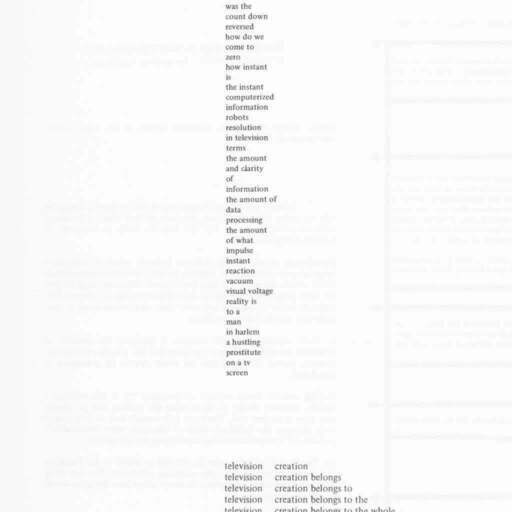 was the
count down
reversed
how do we
come to
zero
how instant
is
the instant
computerized
information
robots
resolution
in television
terms
the amount
and clarity
of
information
the amount of
data
processing
the amount
of what
impulse
instant
reaction
vacuum
visual voltage
reality is
to a
man
in harlem
a hustling
prostitute
on a tv
screen
television creation
television creation belongs
television creation belongs to
television creation belongs to the
television creation belongs to the whole